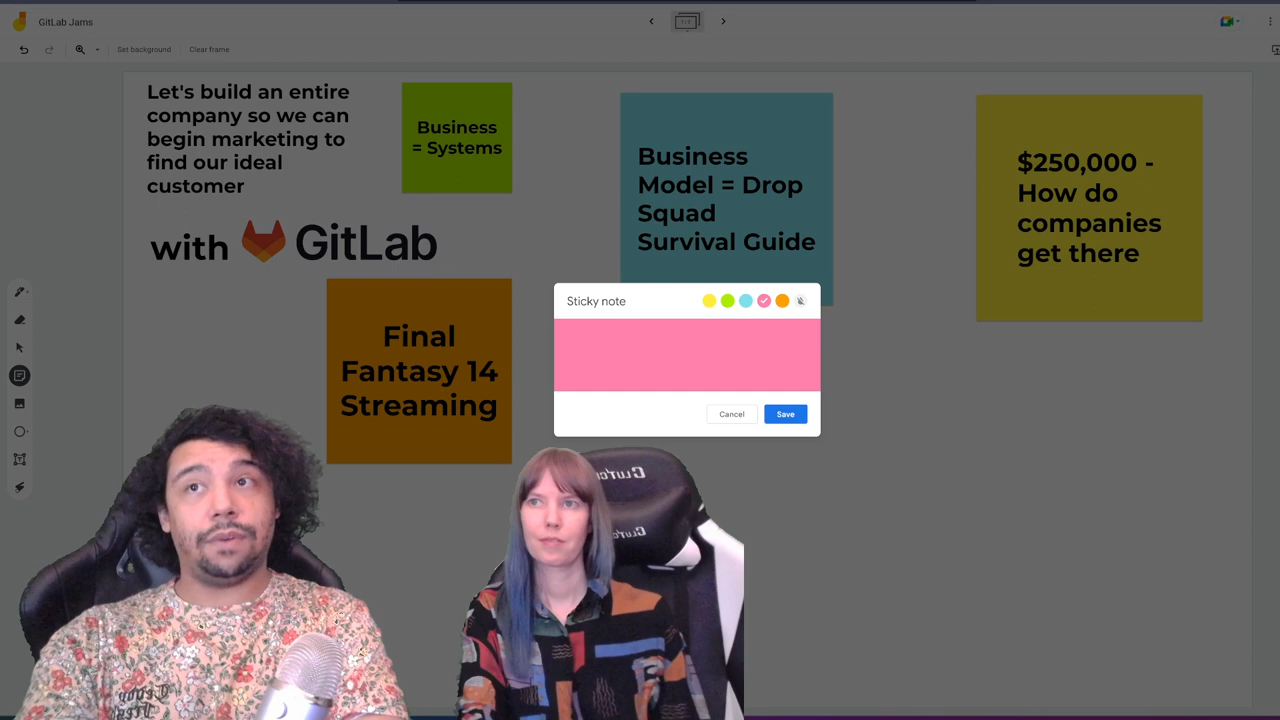 GitLab Jams
1/1
Set background
Clear frame
Let's build an entire
company so we can
begin marketing to
find our ideal
customer
with GitLab
Business
= Systems
Business
Model = Drop
Squad
Survival Guide
$250,000 -
How do
companies
get there
Final
Fantasy 14
Streaming
Sticky note
Cancel
Save